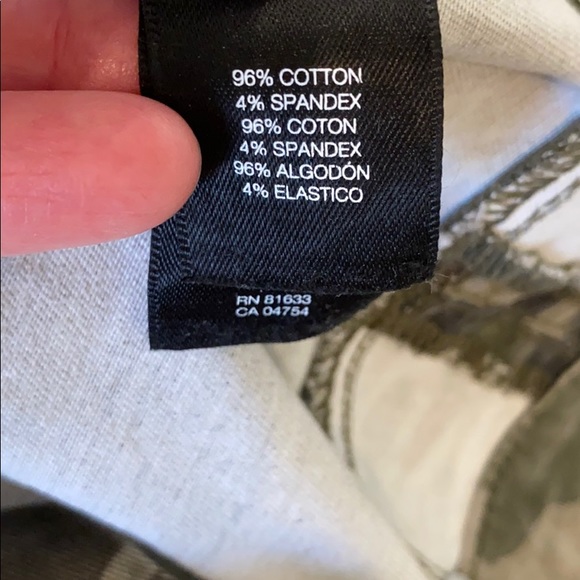 96% COTTON
4% SPANDEX
96% COTON
4% SPANDEX
96% ALGODÓN
4% ELASTICO
RN 81633
CA 04754